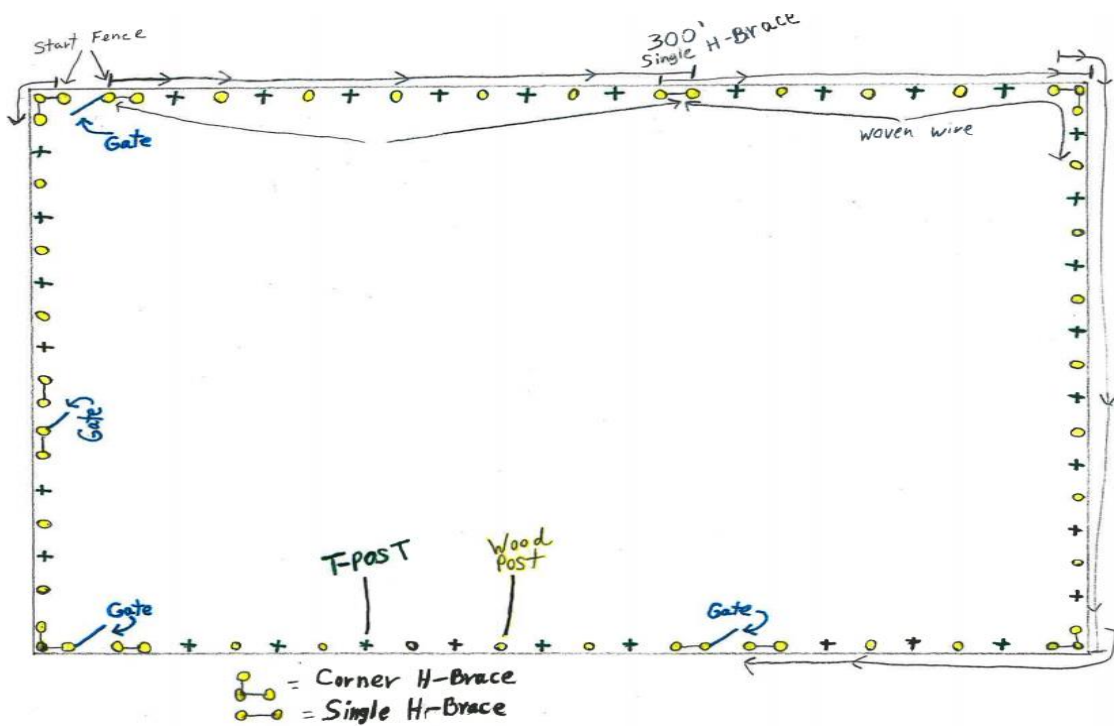 Start Fence
300'
Single H-Brace
Gate
Woven wire
Gate
T-POST
Wood
Post
Gate
Gate
= Corner H-Brace
= Single H-Brace